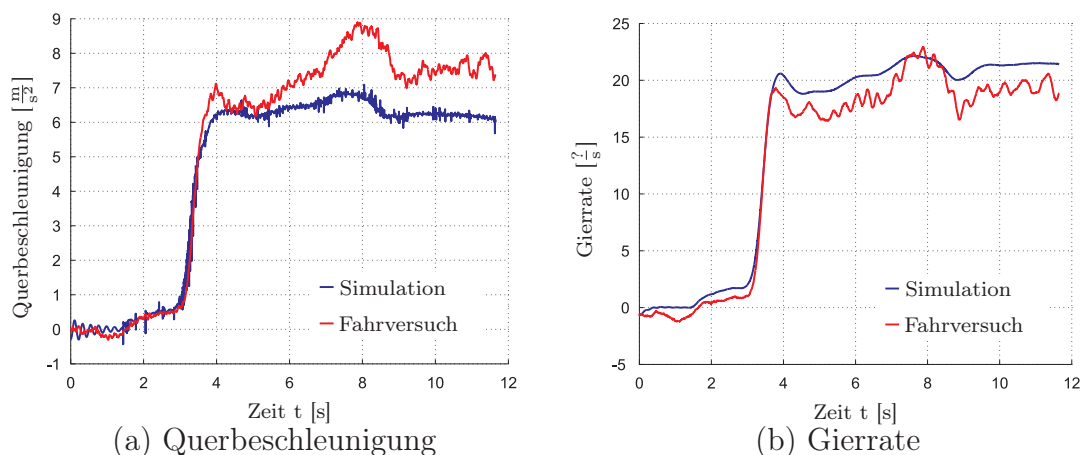 9
8
7
6
5
4
3
2
1
0
-1
Querbeschleunigung [m/s2]
0 2 4 6 8 10 12
Zeit t [s]
Simulation
Fahrversuch
(a) Querbeschleunigung
25
20
15
10
5
0
-5
Gierrate [?/s]
0 2 4 6 8 10 12
Zeit t [s]
Simulation
Fahrversuch
(b) Gierrate